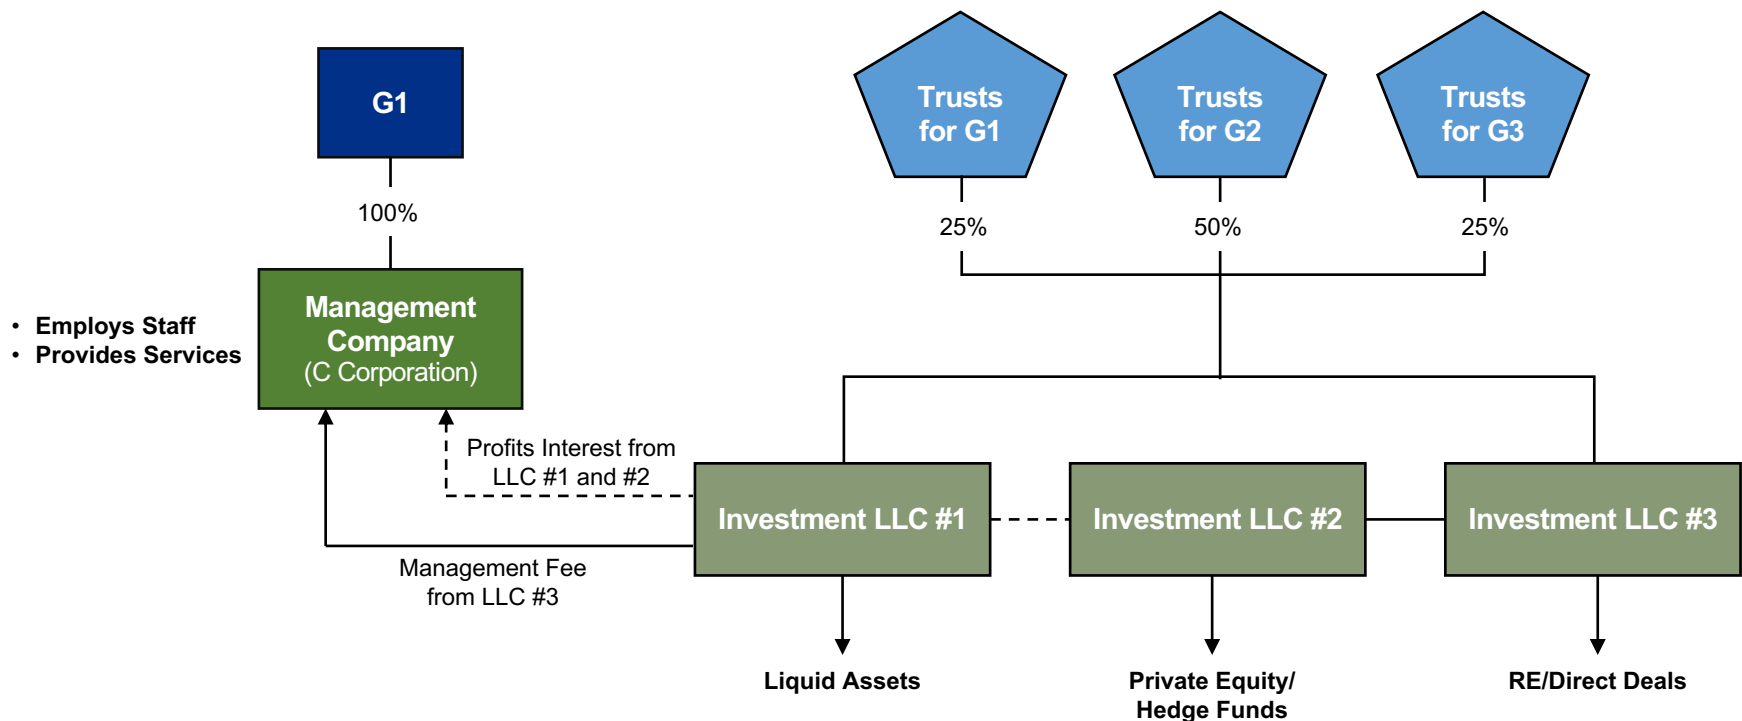 G1
Trusts
for G1
Trusts
for G2
Trusts
for G3
100%
25%
50%
25%
• Employs Staff
• Provides Services
Management
Company
(C Corporation)
Profits Interest from
LLC #1 and #2
Management Fee
from LLC #3
Investment LLC #1
Investment LLC #2
Investment LLC #3
Liquid Assets
Private Equity/
Hedge Funds
RE/Direct Deals